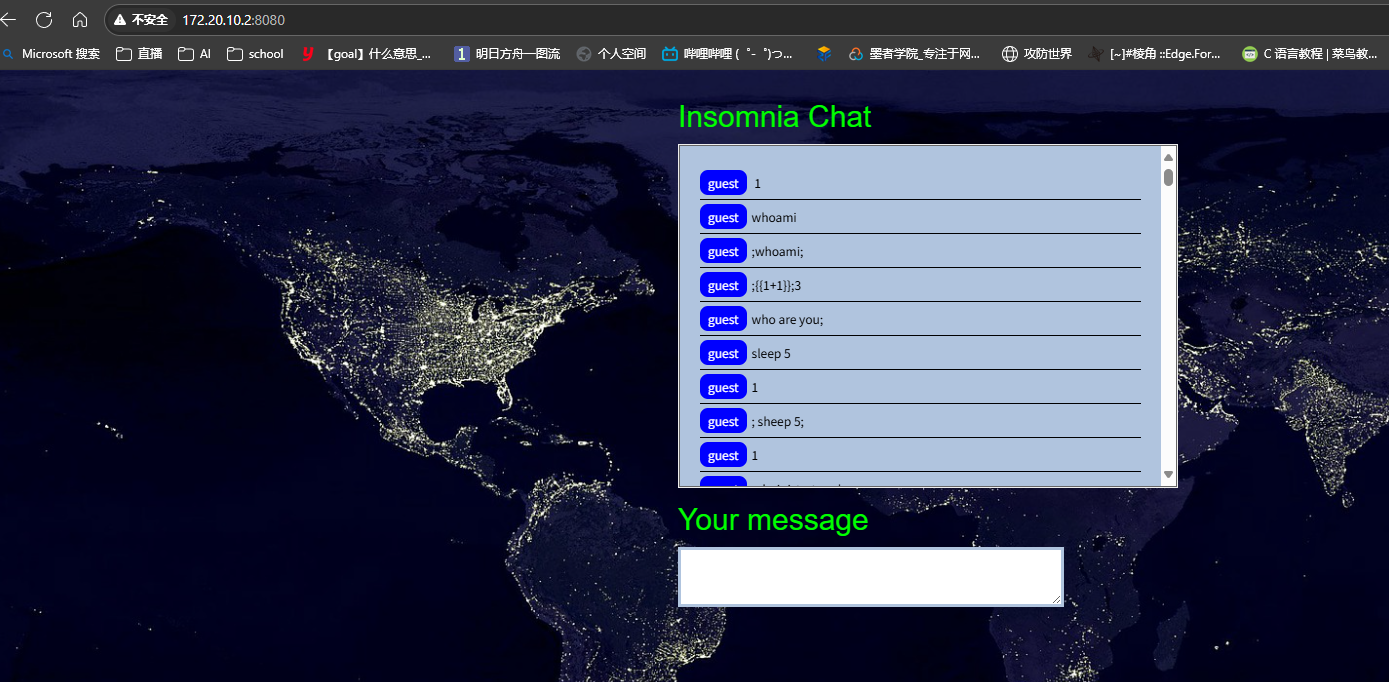 不安全 172.20.10.2:8080
Microsoft 搜索 直播 AI school 【goal】什么意思_... 明日方舟一图流 个人空间 哔哩哔哩 (゜-゜)つ... 墨者学院_专注于网... 攻防世界 [~]#棱角 ::Edge.For... C 语言教程 | 菜鸟教...
Insomnia Chat
guest 1
guest whoami
guest ;whoami;
guest ;{{1+1}};3
guest who are you;
guest sleep 5
guest 1
guest ; sheep 5;
guest 1
Your message